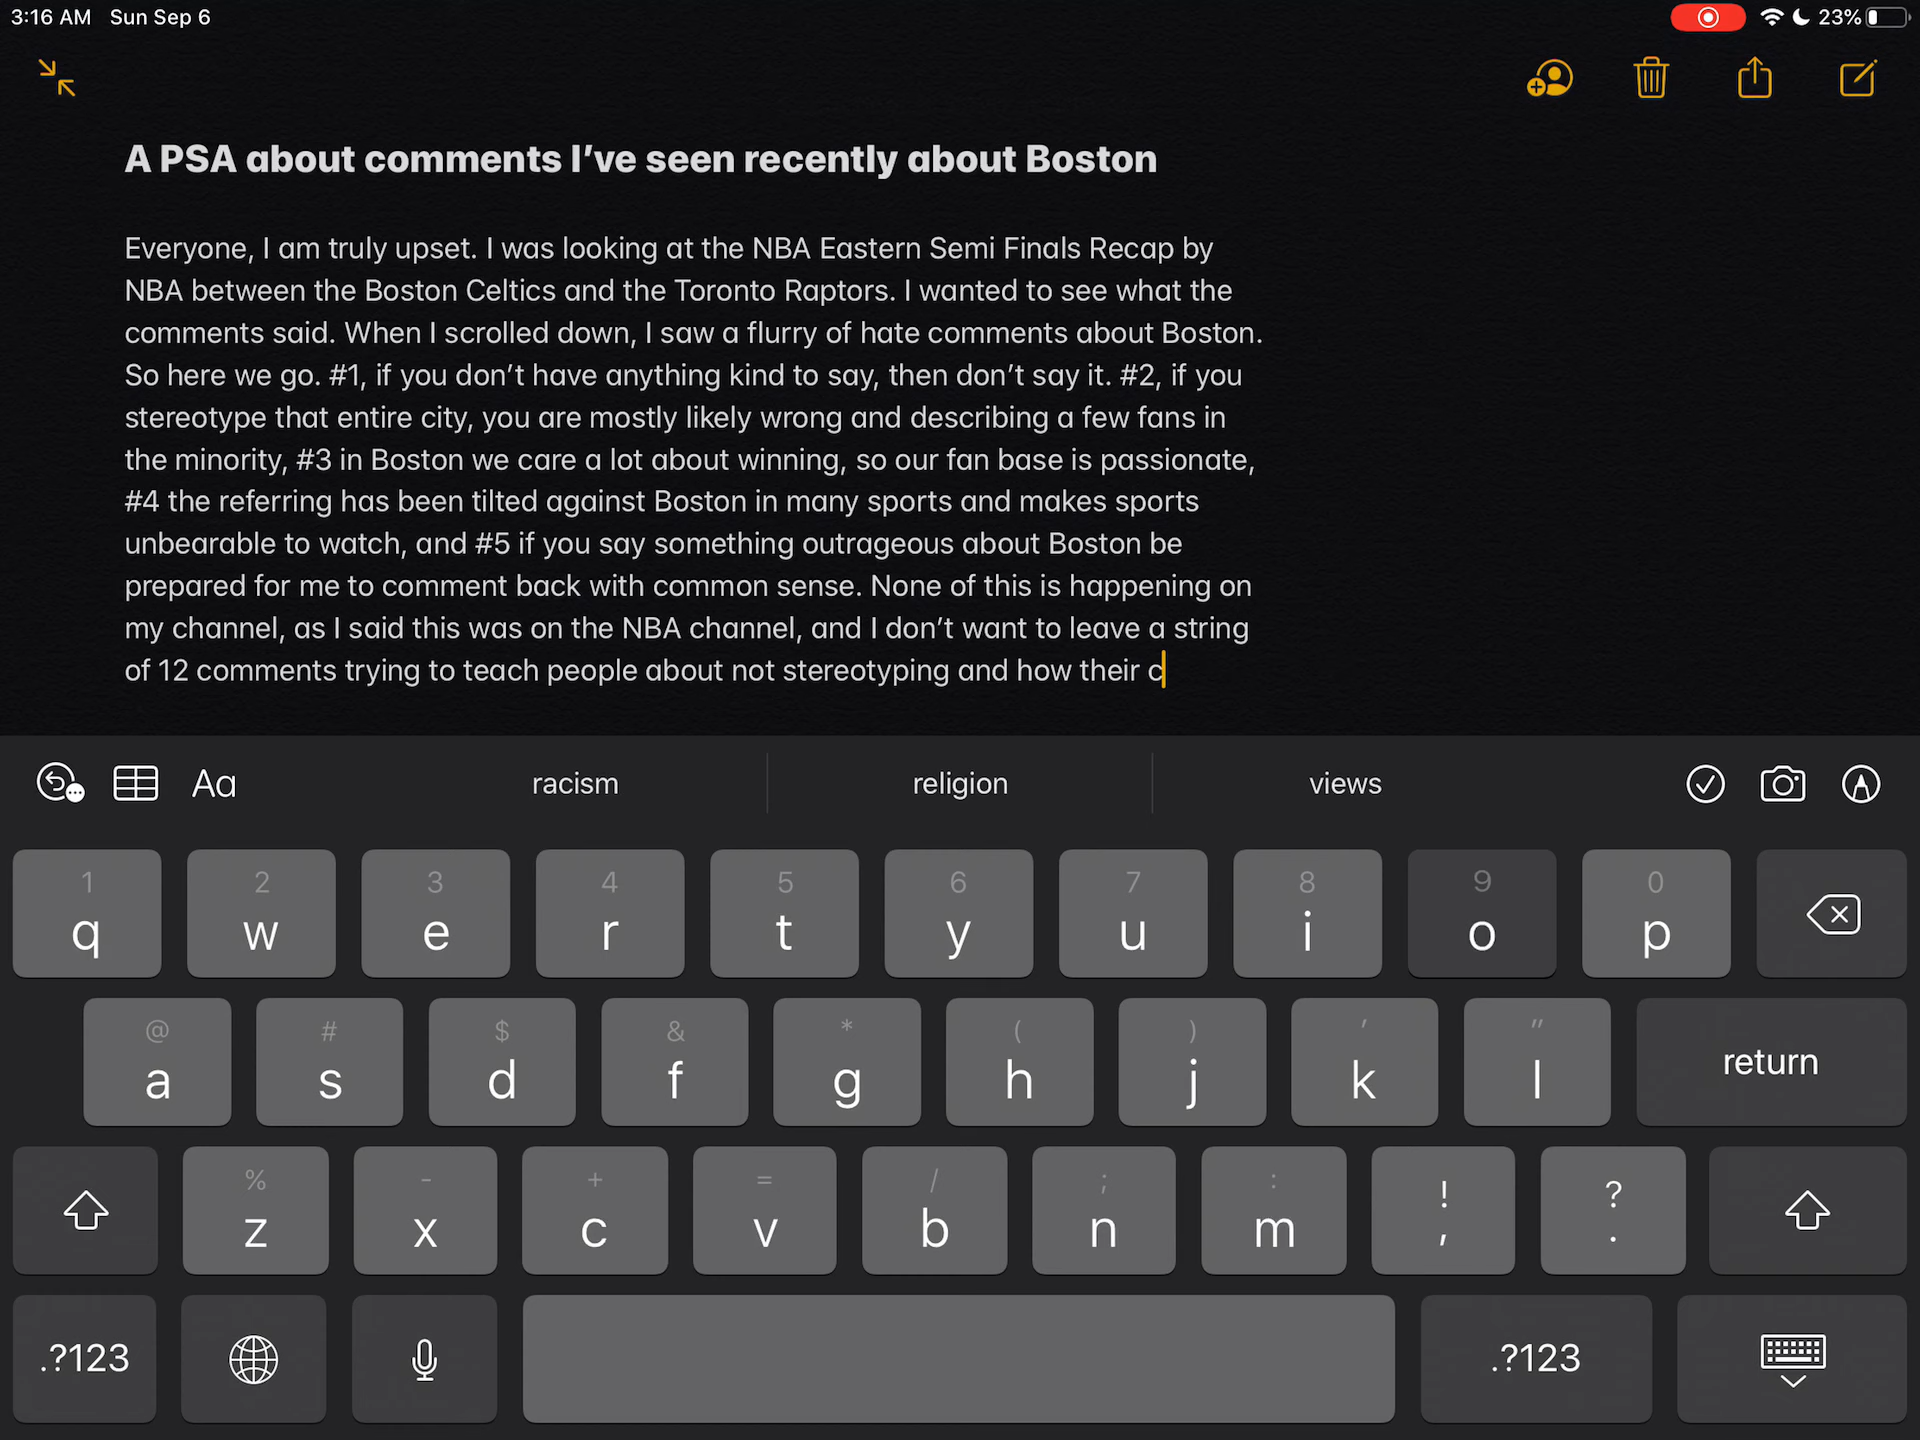 3:16 AM Sun Sep 6 23%
A PSA about comments I've seen recently about Boston
Everyone, I am truly upset. I was looking at the NBA Eastern Semi Finals Recap by
NBA between the Boston Celtics and the Toronto Raptors. I wanted to see what the
comments said. When I scrolled down, I saw a flurry of hate comments about Boston.
So here we go. #1, if you don't have anything kind to say, then don't say it. #2, if you
stereotype that entire city, you are mostly likely wrong and describing a few fans in
the minority, #3 in Boston we care a lot about winning, so our fan base is passionate,
#4 the referring has been tilted against Boston in many sports and makes sports
unbearable to watch, and #5 if you say something outrageous about Boston be
prepared for me to comment back with common sense. None of this is happening on
my channel, as I said this was on the NBA channel, and I don't want to leave a string
of 12 comments trying to teach people about not stereotyping and how their c
Aa racism religion views
1 2 3 4 5 6 7 8 9 0
q w e r t y u i o p
@ # $ & * ( ) ' "
a s d f g h j k l return
% - + = / ; : ! ?
z x c v b n m , .
.?123 .?123